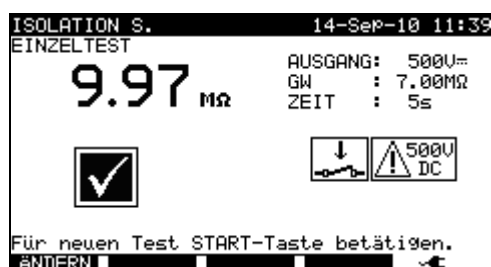 ISOLATION S. 14-Sep-10 11:39
EINZELTEST
9.97 MΩ
AUSGANG: 500V⎓
GW : 7.00MΩ
ZEIT : 5s
500V
DC
Für neuen Test START-Taste betätigen.
ÄNDERN